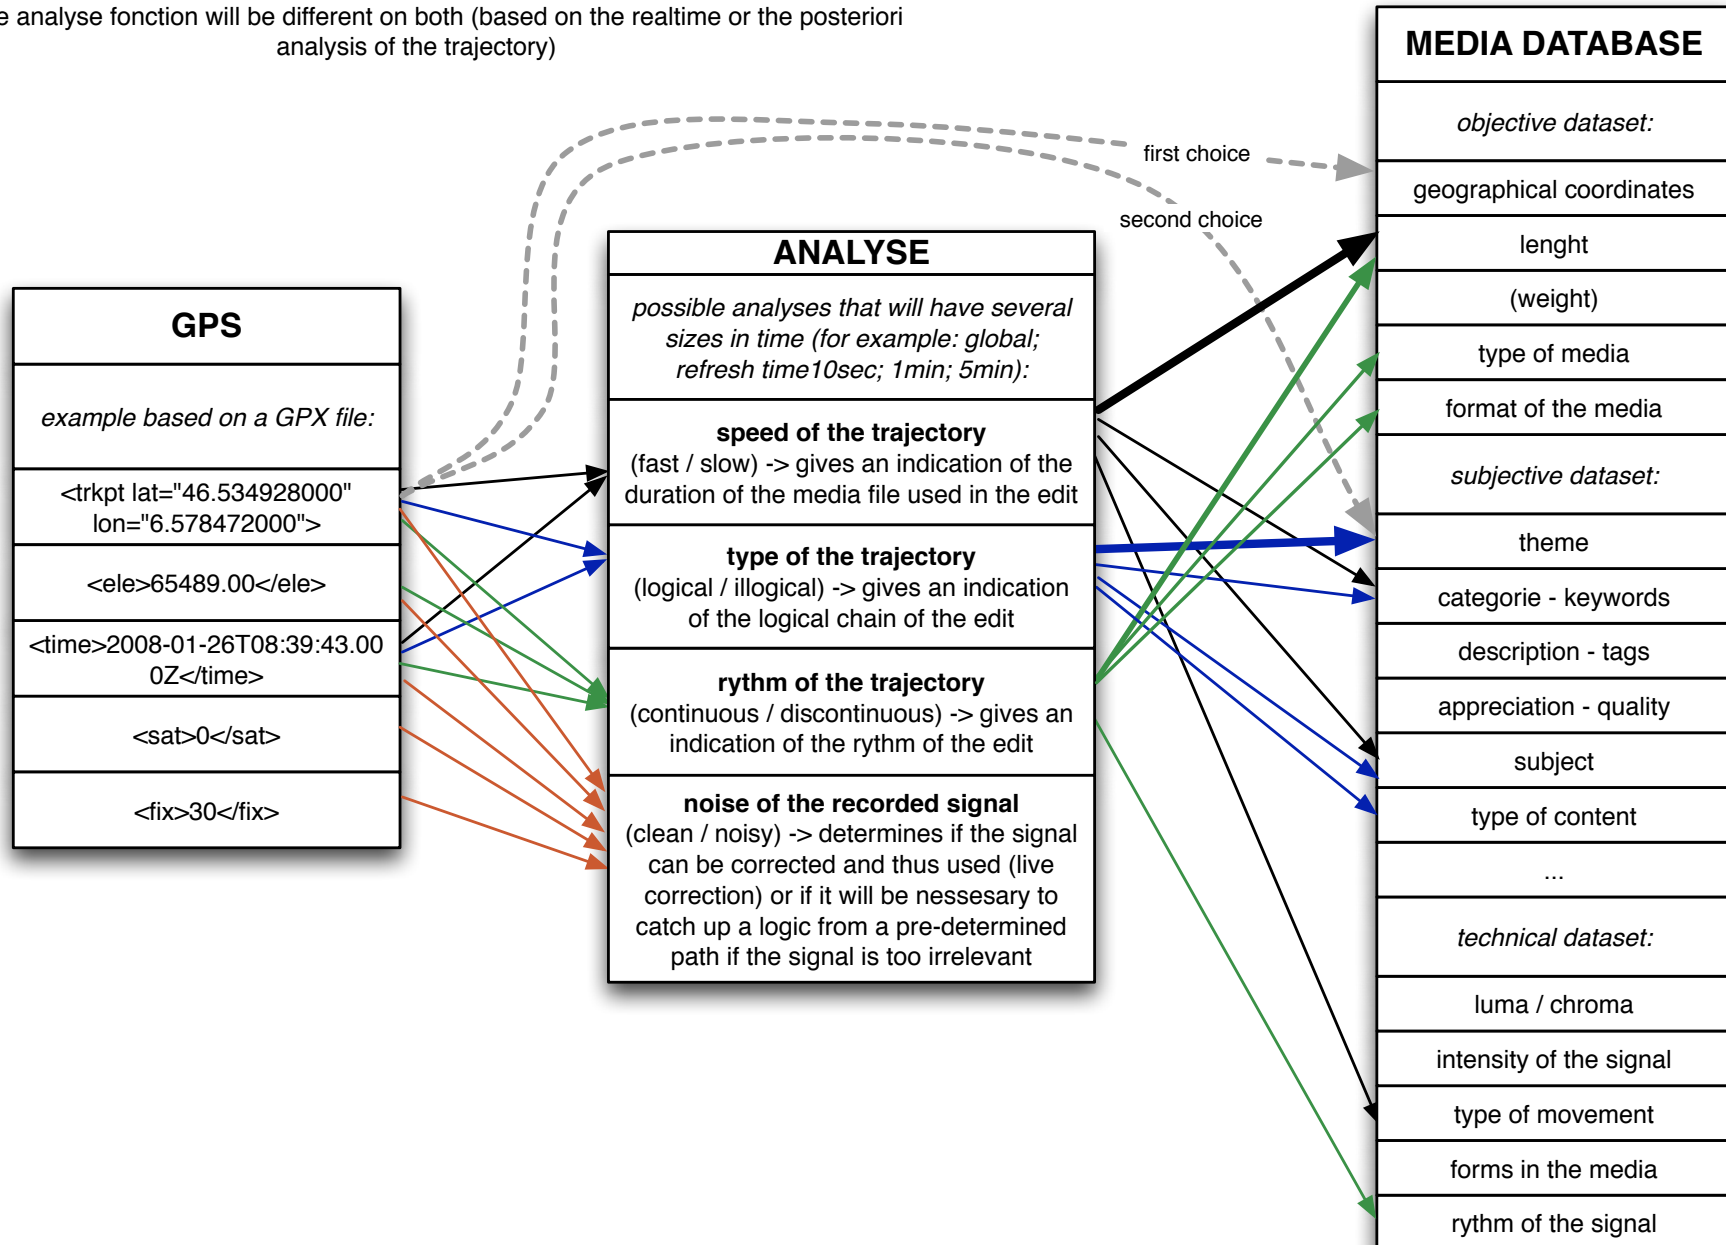 e analyse fonction will be different on both (based on the realtime or the posteriori
analysis of the trajectory)
GPS
example based on a GPX file:
<trkpt lat="46.534928000"
lon="6.578472000">
<ele>65489.00</ele>
<time>2008-01-26T08:39:43.00
0Z</time>
<sat>0</sat>
<fix>30</fix>
ANALYSE
possible analyses that will have several
sizes in time (for example: global;
refresh time10sec; 1min; 5min):
speed of the trajectory
(fast / slow) -> gives an indication of the
duration of the media file used in the edit
type of the trajectory
(logical / illogical) -> gives an indication
of the logical chain of the edit
rythm of the trajectory
(continuous / discontinuous) -> gives an
indication of the rythm of the edit
noise of the recorded signal
(clean / noisy) -> determines if the signal
can be corrected and thus used (live
correction) or if it will be nessesary to
catch up a logic from a pre-determined
path if the signal is too irrelevant
first choice
second choice
MEDIA DATABASE
objective dataset:
geographical coordinates
lenght
(weight)
type of media
format of the media
subjective dataset:
theme
categorie - keywords
description - tags
appreciation - quality
subject
type of content
...
technical dataset:
luma / chroma
intensity of the signal
type of movement
forms in the media
rythm of the signal